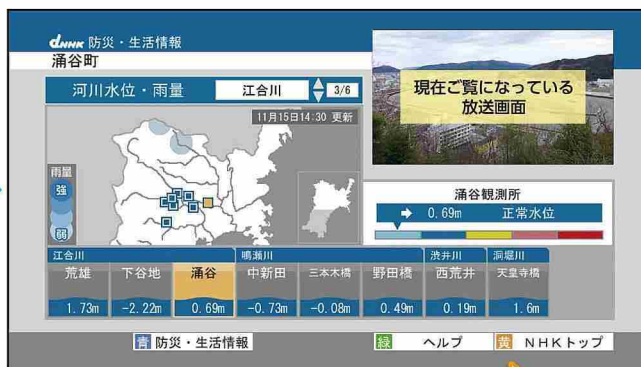 dNHK 防災・生活情報
涌谷町
河川水位・雨量
江合川
3/6
11月15日14:30 更新
雨量
強
弱
現在ご覧になっている
放送画面
涌谷観測所
0.69m 正常水位
江合川 鳴瀬川 渋井川 洞堀川
荒雄 下谷地 涌谷 中新田 三本木橋 野田橋 西荒井 天皇寺橋
1.73m -2.22m 0.69m -0.73m -0.08m 0.49m 0.19m 1.6m
青 防災・生活情報 緑 ヘルプ 黄 NHKトップ